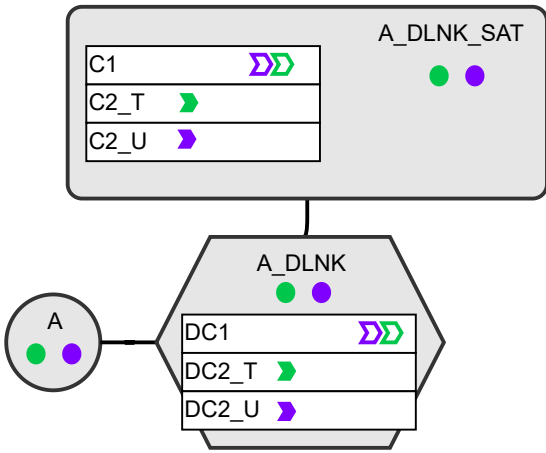 A_DLNK_SAT
C1
C2_T
C2_U
A_DLNK
A
DC1
DC2_T
DC2_U